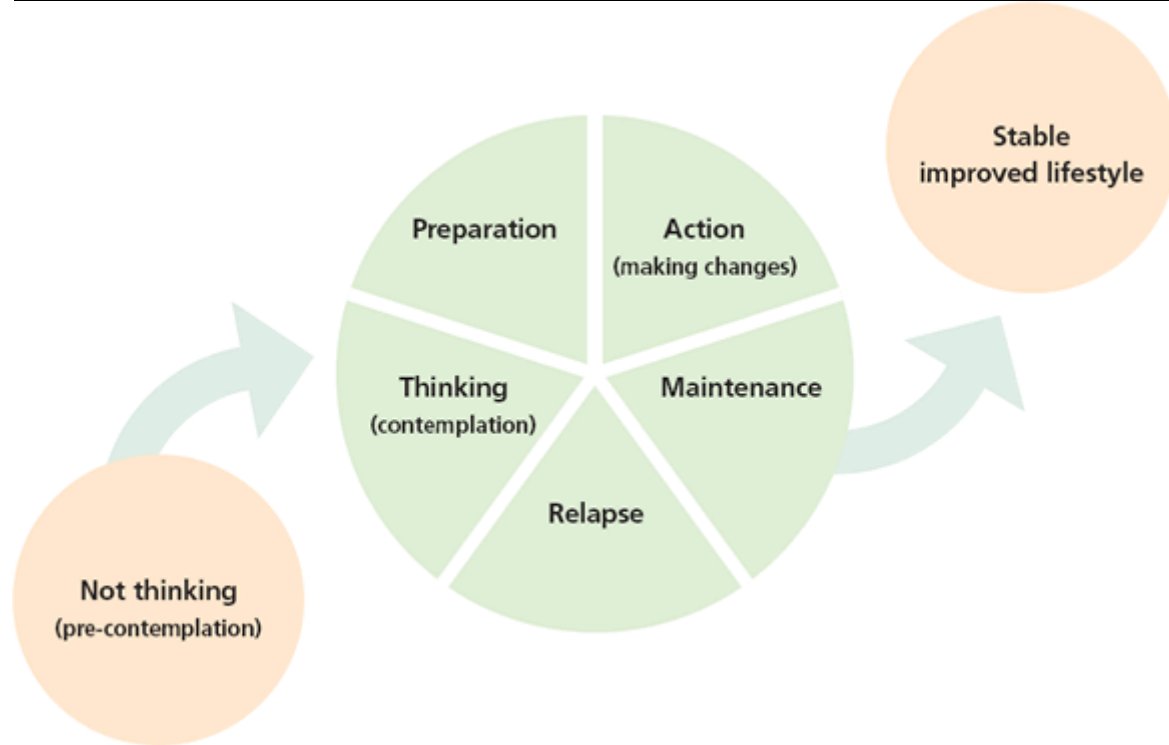 Stable
improved lifestyle
Preparation
Action
(making changes)
Thinking
(contemplation)
Maintenance
Relapse
Not thinking
(pre-contemplation)